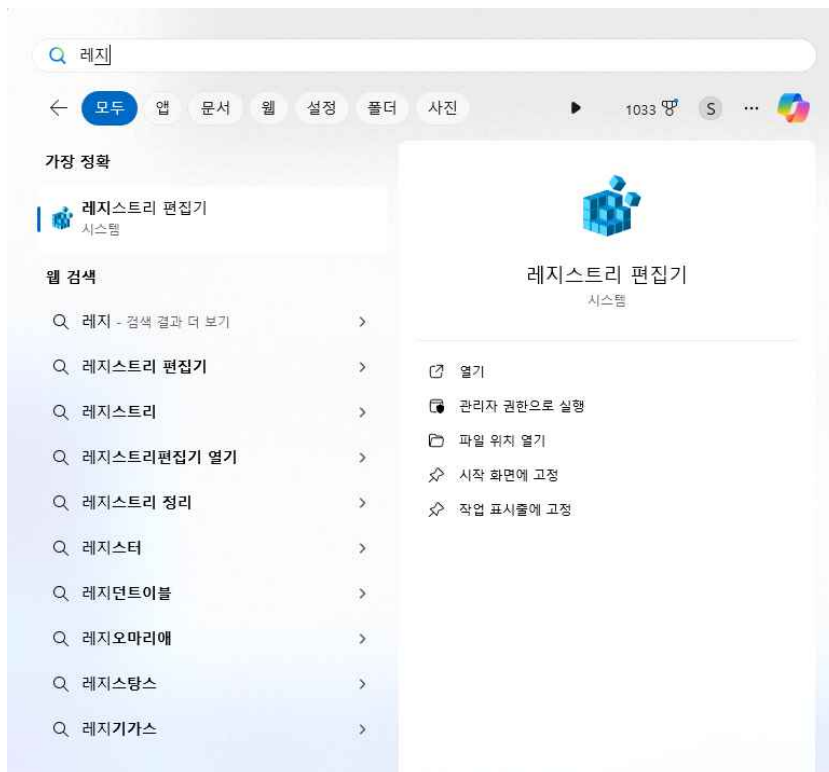 레지
모두 앱 문서 웹 설정 폴더 사진 1033 S ...
가장 정확
레지스트리 편집기
시스템
웹 검색
레지 - 검색 결과 더 보기
레지스트리 편집기
레지스트리
레지스트리편집기 열기
레지스트리 정리
레지스터
레지던트이블
레지오마리애
레지스탕스
레지기가스
레지스트리 편집기
시스템
열기
관리자 권한으로 실행
파일 위치 열기
시작 화면에 고정
작업 표시줄에 고정